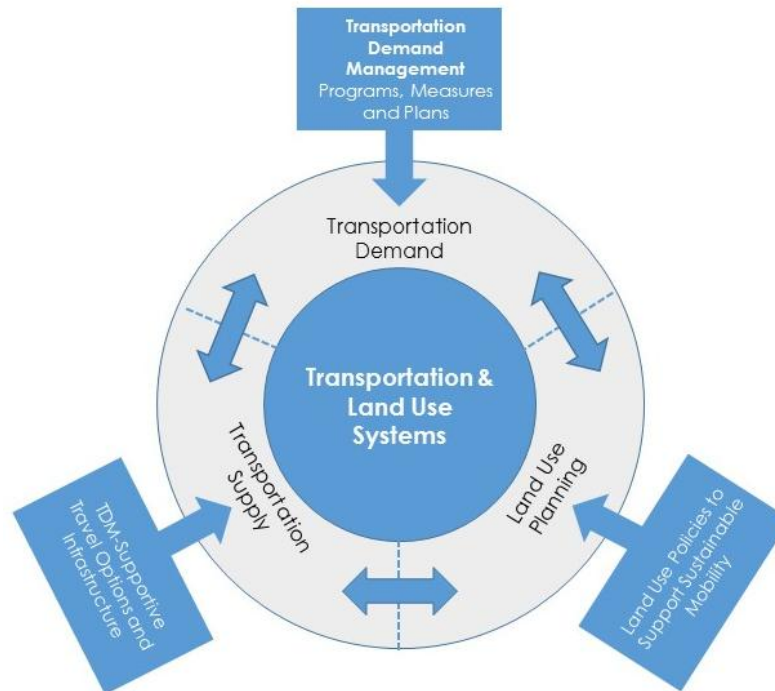 Transportation
Demand
Management
Programs, Measures
and Plans
Transportation
Demand
Transportation &
Land Use
Systems
Transportation
Supply
Land Use
Planning
TDM-Supportive
Travel Options and
Infrastructure
Land Use Policies to
Support Sustainable
Mobility